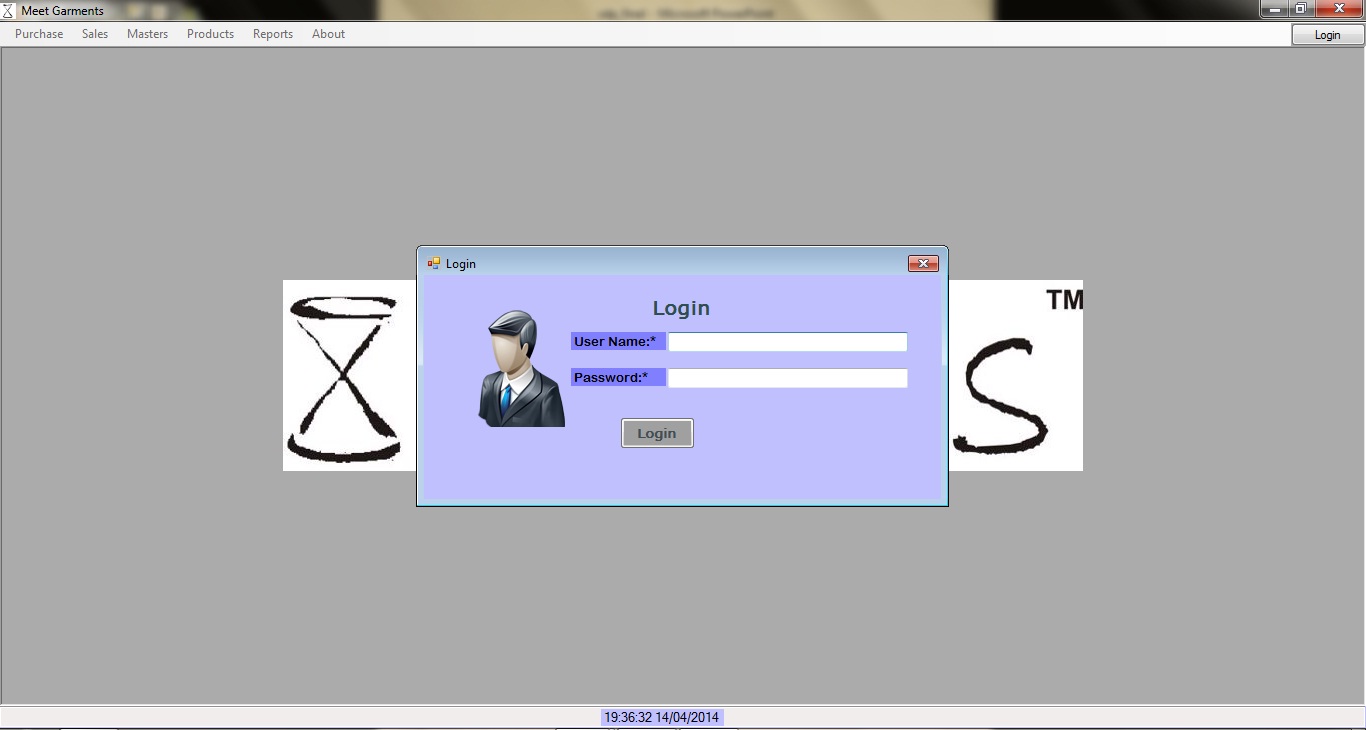 Meet Garments
Purchase Sales Masters Products Reports About
Login
Login
TM
Login
User Name:*
Password:*
S
Login
19:36:32 14/04/2014